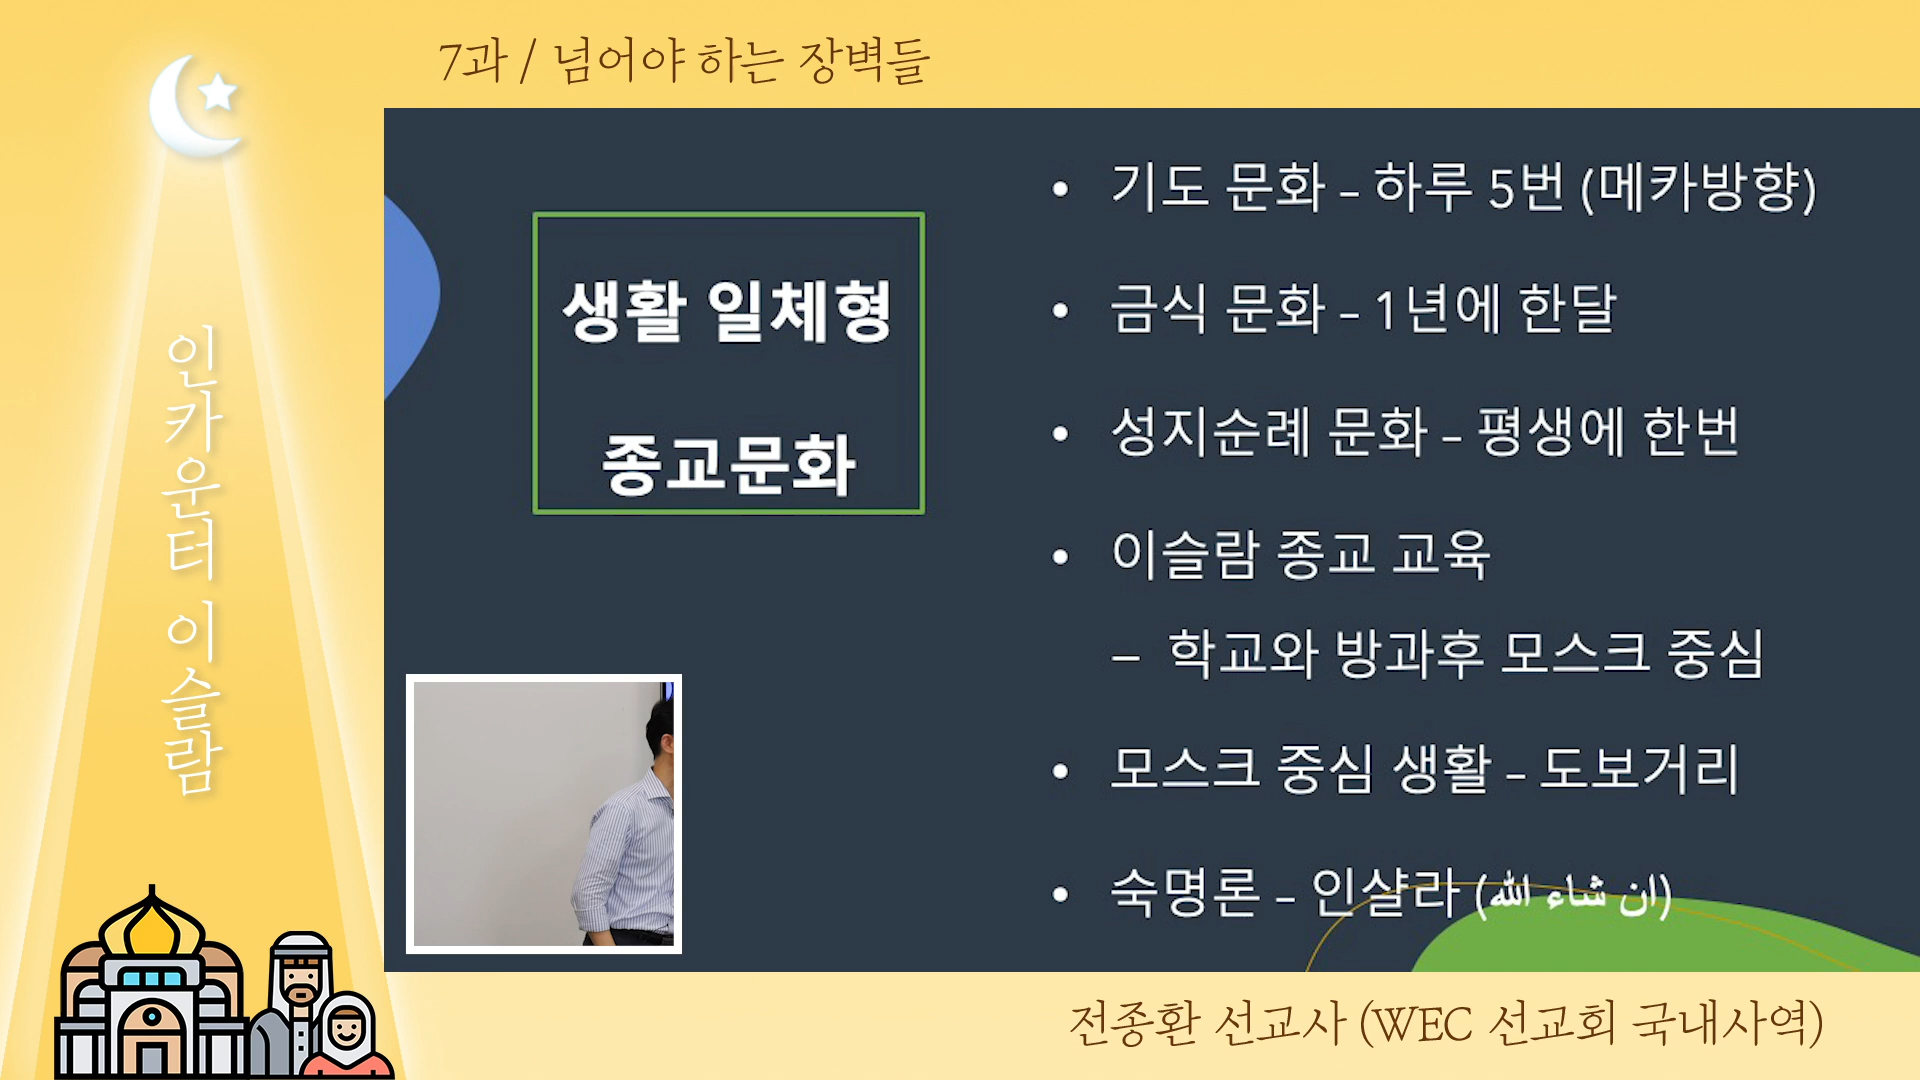 7과 / 넘어야 하는 장벽들
인카운터 이슬람
생활 일체형
종교문화
• 기도 문화 – 하루 5번 (메카방향)
• 금식 문화 – 1년에 한달
• 성지순례 문화 – 평생에 한번
• 이슬람 종교 교육
– 학교와 방과후 모스크 중심
• 모스크 중심 생활 – 도보거리
• 숙명론 – 인샬라 (ان شاء الله)
전종환 선교사 (WEC 선교회 국내사역)